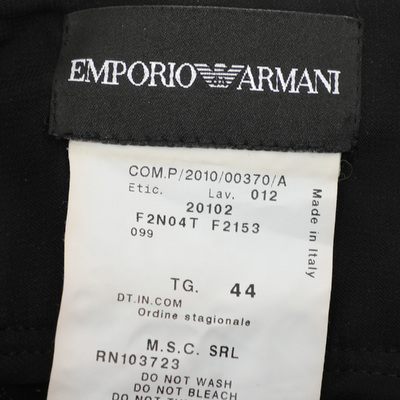 EMPORIO ARMANI
COM.P/2010/00370/A
Etic. Lav. 012
20102
F2N04T F2153
099
Made in Italy
TG. 44
DT.IN.COM
Ordine stagionale
M.S.C. SRL
RN103723
DO NOT WASH
DO NOT BLEACH